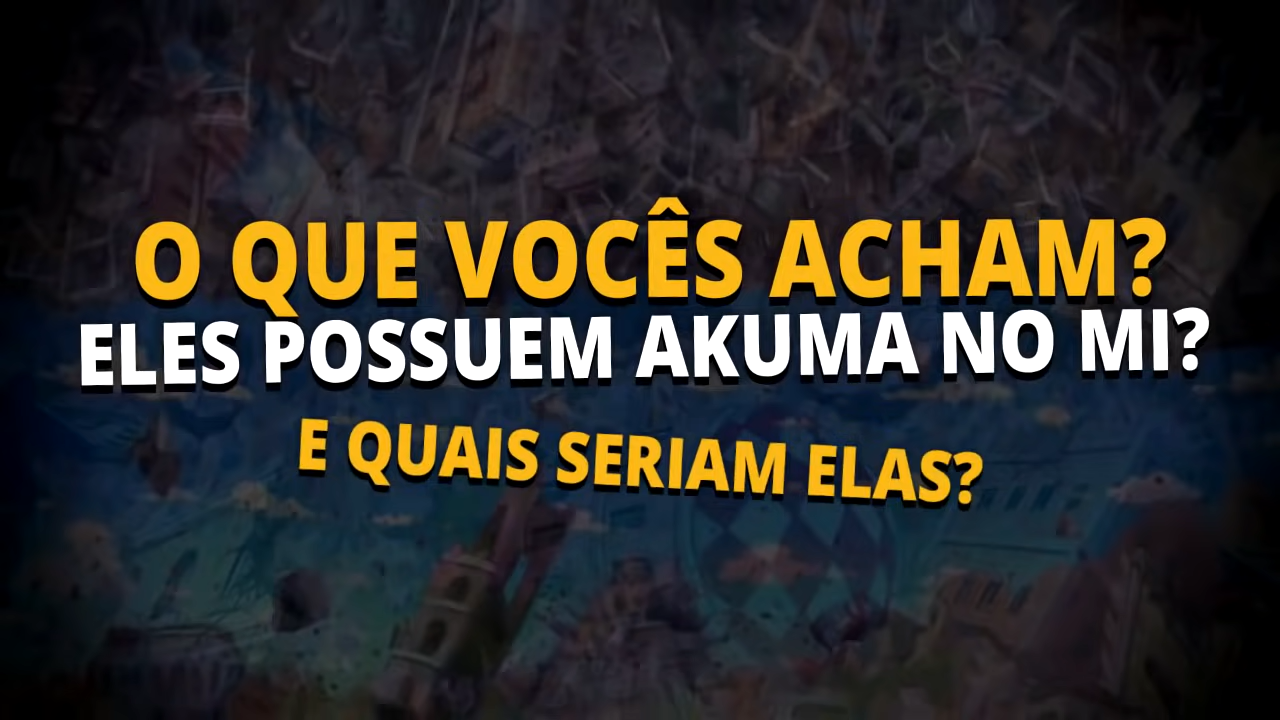 O QUE VOCÊS ACHAM?
ELES POSSUEM AKUMA NO MI?
E QUAIS SERIAM ELAS?